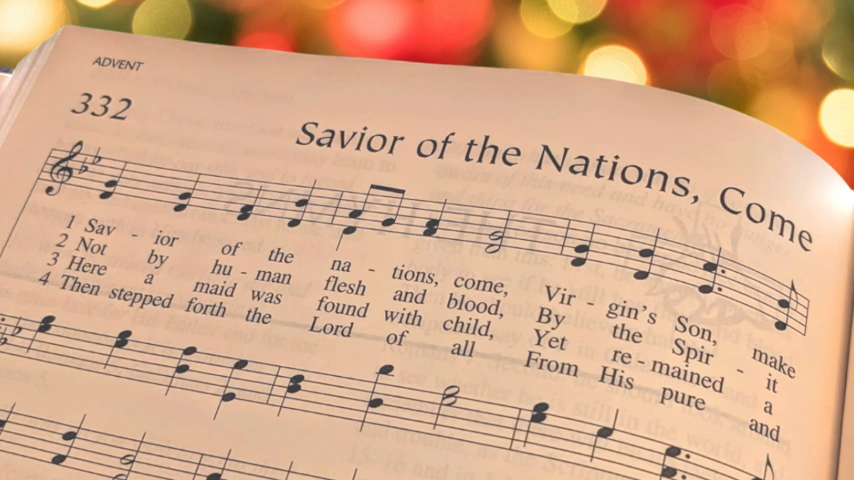 ADVENT
332
Savior of the Nations, Come
1 Sav - ior of the na - tions, come, Vir - gin's Son, make
2 Not by hu - man flesh and blood, By the Spir - it
3 Here a maid was found with child, Yet re - mained a
4 Then stepped forth the Lord of all From His pure and